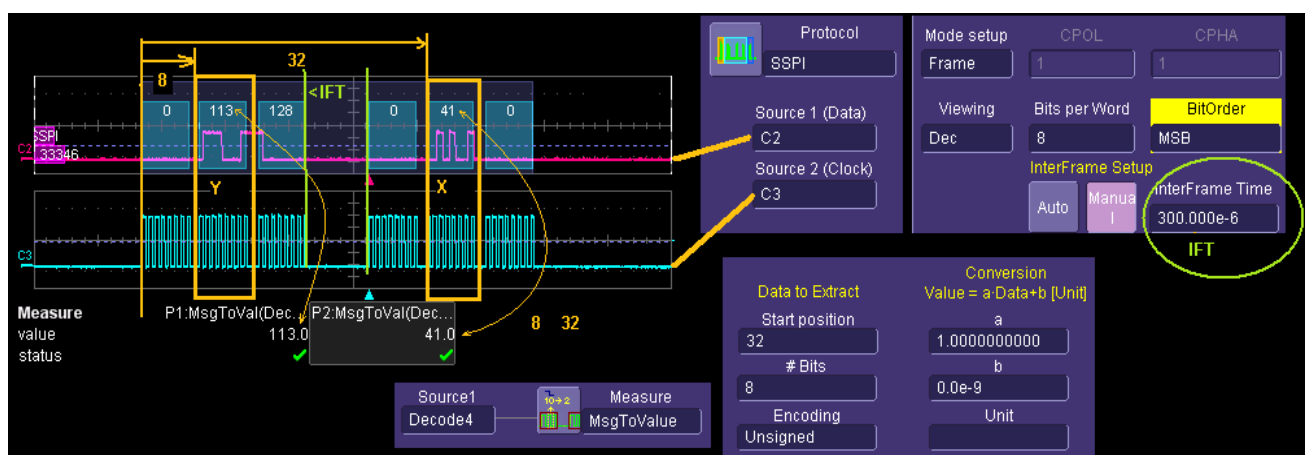 8
32
<IFT
0 113 128 0 41 0
SSPI
C2 33346
Y X
C3
Measure P1:MsgToVal(Dec... P2:MsgToVal(Dec...
value 113.0 41.0
status
8 32
Protocol
SSPI
Source 1 (Data)
C2
Source 2 (Clock)
C3
Mode setup CPOL CPHA
Frame 1 1
Viewing Bits per Word BitOrder
Dec 8 MSB
InterFrame Setup
InterFrame Time
Auto Manua
l
300.000e-6
IFT
Data to Extract
Conversion
Value = a·Data+b [Unit]
Start position a
32 1.0000000000
# Bits b
8 0.0e-9
Encoding Unit
Unsigned
Source1 10→2 Measure
Decode4 MsgToValue